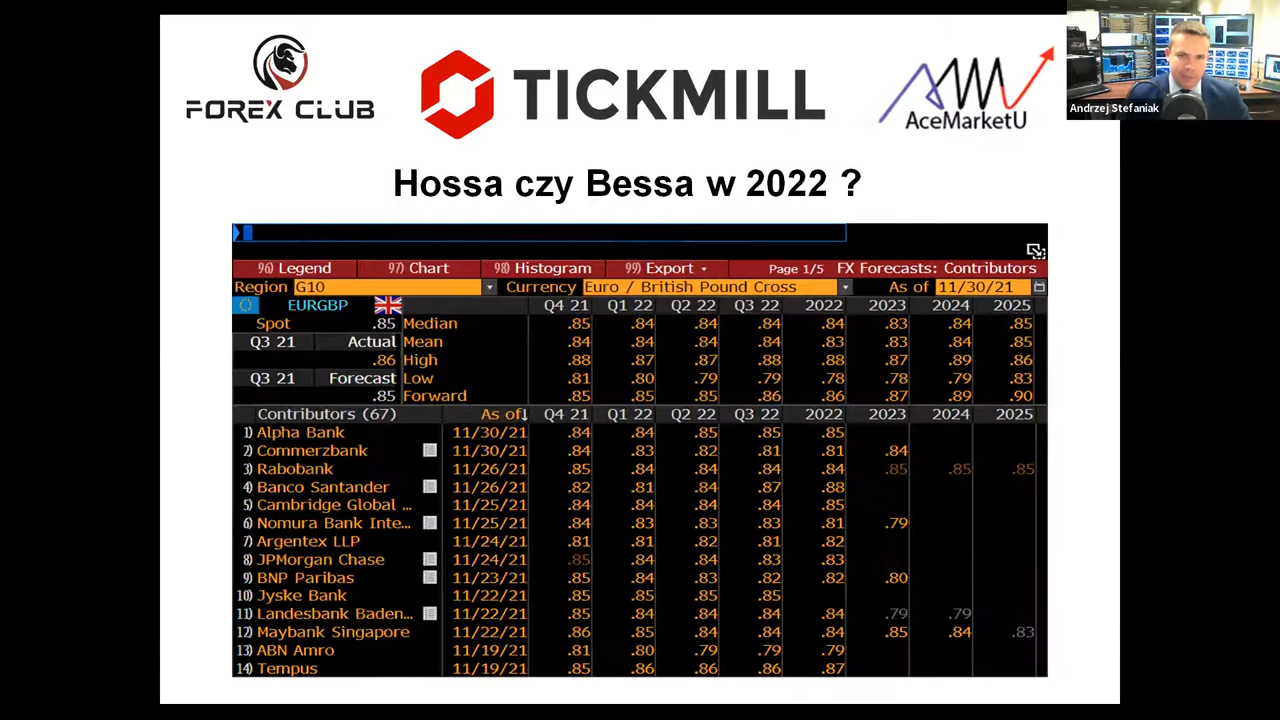 FOREX CLUB
TICKMILL
AceMarketU
Andrzej Stefaniak
Hossa czy Bessa w 2022 ?
96) Legend 97) Chart 98) Histogram 99) Export Page 1/5 FX Forecasts: Contributors
Region G10 Currency Euro / British Pound Cross As of 11/30/21
EURGBP Q4 21 Q1 22 Q2 22 Q3 22 2022 2023 2024 2025
Spot .85 Median .85 .84 .84 .84 .84 .83 .84 .85
Q3 21 Actual Mean .84 .84 .84 .84 .83 .83 .84 .85
.86 High .88 .87 .87 .88 .88 .87 .89 .86
Q3 21 Forecast Low .81 .80 .79 .79 .78 .78 .79 .83
.85 Forward .85 .85 .85 .86 .86 .87 .89 .90
Contributors (67) As of↓ Q4 21 Q1 22 Q2 22 Q3 22 2022 2023 2024 2025
1) Alpha Bank 11/30/21 .84 .84 .85 .85 .85
2) Commerzbank 11/30/21 .84 .83 .82 .81 .81 .84
3) Rabobank 11/26/21 .85 .84 .84 .84 .84 .85 .85 .85
4) Banco Santander 11/26/21 .82 .81 .84 .87 .88
5) Cambridge Global ... 11/25/21 .84 .84 .84 .84 .85
6) Nomura Bank Inte... 11/25/21 .84 .83 .83 .83 .81 .79
7) Argentex LLP 11/24/21 .81 .81 .82 .81 .82
8) JPMorgan Chase 11/24/21 .85 .84 .84 .83 .83
9) BNP Paribas 11/23/21 .85 .84 .83 .82 .82 .80
10) Jyske Bank 11/22/21 .85 .85 .85 .85
11) Landesbank Baden... 11/22/21 .85 .84 .84 .84 .84 .79 .79
12) Maybank Singapore 11/22/21 .86 .85 .84 .84 .84 .85 .84 .83
13) ABN Amro 11/19/21 .81 .80 .79 .79 .79
14) Tempus 11/19/21 .85 .86 .86 .86 .87